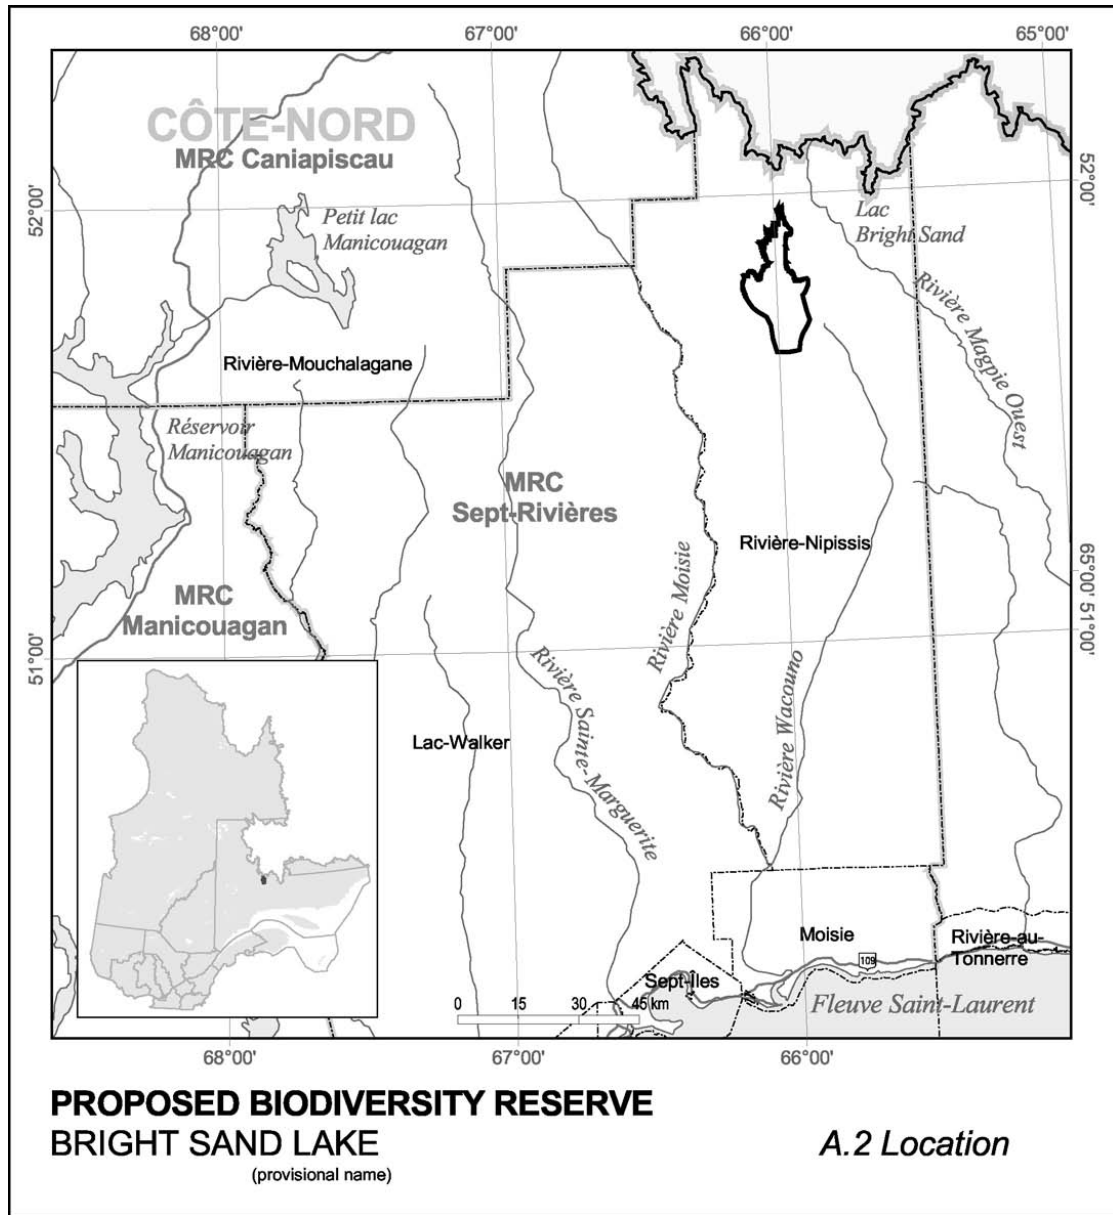 68°00'
67°00'
66°00'
65°00'
CÔTE-NORD
MRC Caniapiscau
52°00'
52°00'
Petit lac
Manicouagan
Lac
Bright Sand
Rivière Magpie Ouest
Rivière-Mouchalagane
Réservoir
Manicouagan
MRC
Sept-Rivières
Rivière-Nipissis
Rivière Moisie
65°00' 51°00'
MRC
Manicouagan
51°00'
Rivière Sainte-Marguerite
Rivière Wacouno
Lac-Walker
Moisie
109
Rivière-au-
Tonnerre
Sept-Îles
0 15 30 45 km
Fleuve Saint-Laurent
68°00'
67°00'
66°00'
PROPOSED BIODIVERSITY RESERVE
BRIGHT SAND LAKE
(provisional name)
A.2 Location